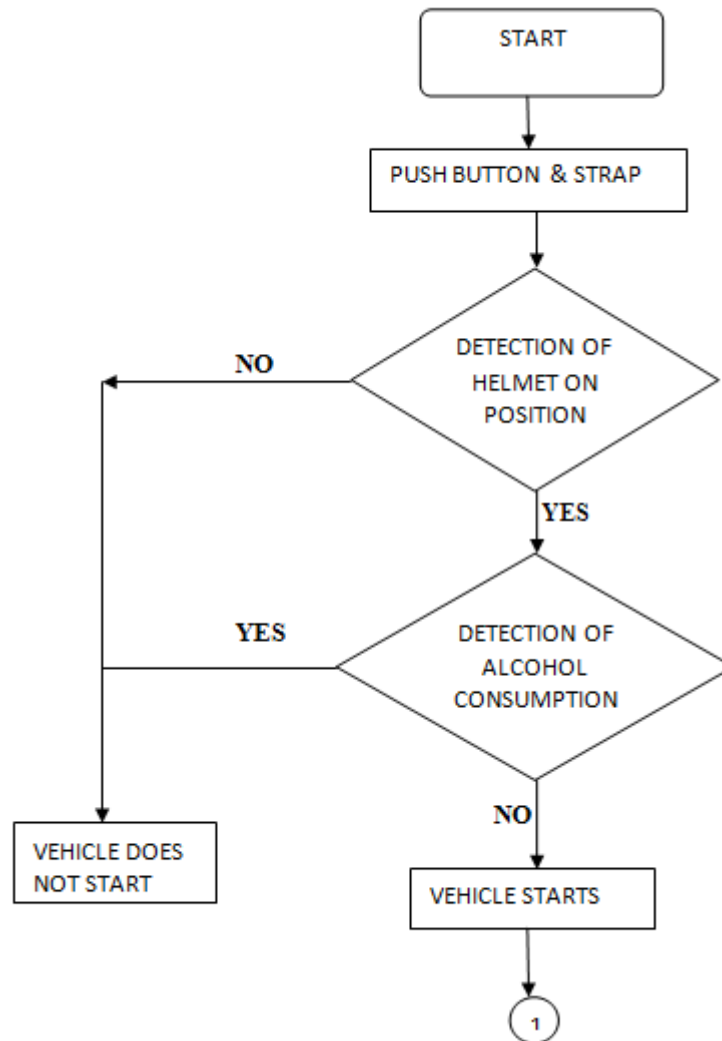 START
PUSH BUTTON & STRAP
DETECTION OF
HELMET ON
POSITION
NO
YES
DETECTION OF
ALCOHOL
CONSUMPTION
YES
NO
VEHICLE DOES
NOT START
VEHICLE STARTS
1